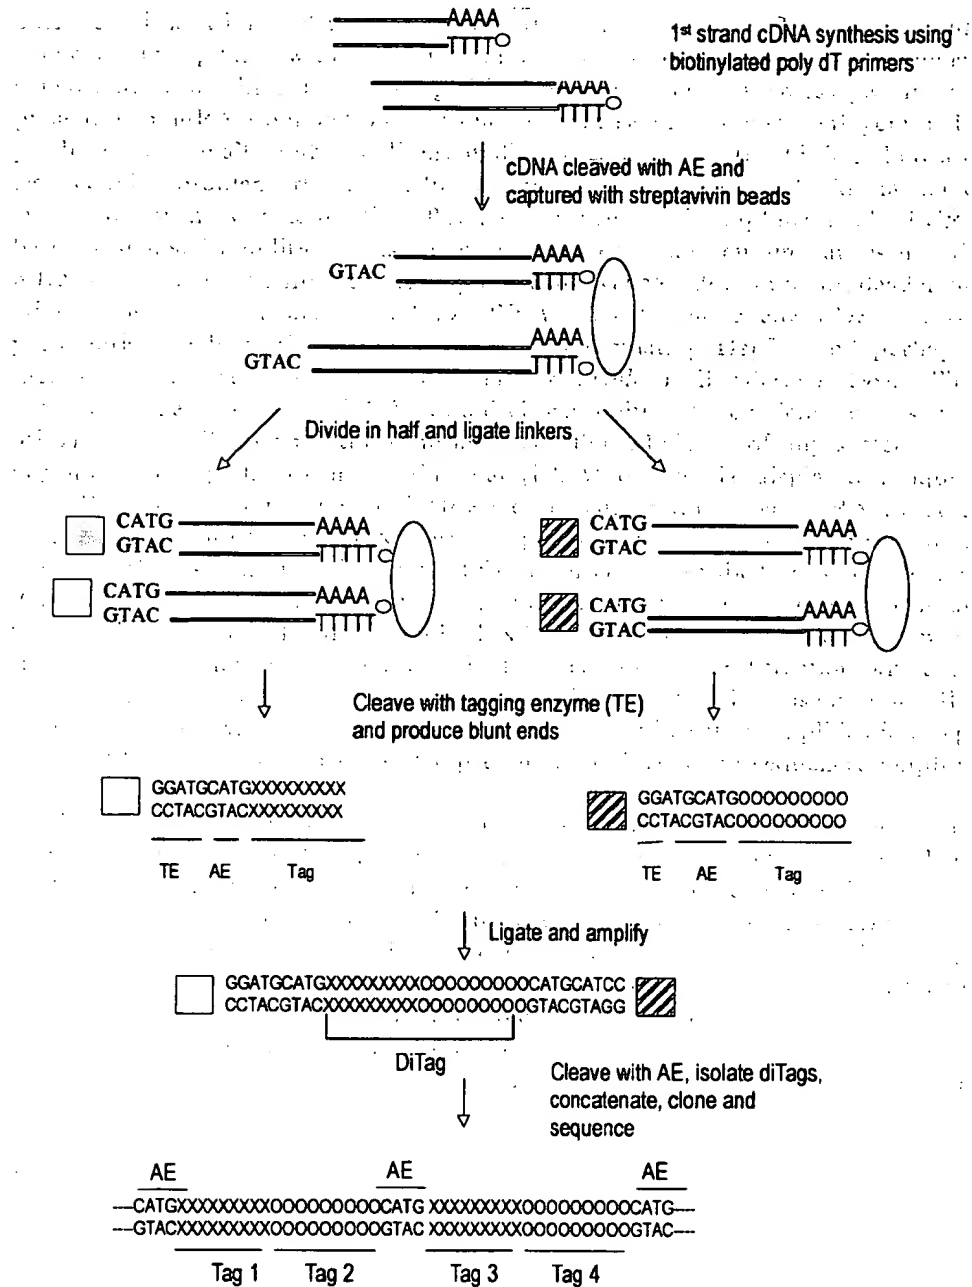 AAAA
TTTT
1st strand cDNA synthesis using
biotinylated poly dT primers
AAAA
TTTT
cDNA cleaved with AE and
captured with streptavivin beads
AAAA
GTAC
TTTT
AAAA
GTAC
TTTT
Divide in half and ligate linkers
CATG AAAA
GTAC TTTTT
CATG AAAA
GTAC TTTTT
CATG AAAA
GTAC TTTT
CATG AAAA
GTAC TTTT
Cleave with tagging enzyme (TE)
and produce blunt ends
GGATGCATGXXXXXXXXX
CCTACGTACXXXXXXXXX
TE AE Tag
GGATGCATGOOOOOOOOO
CCTACGTACOOOOOOOOO
TE AE Tag
Ligate and amplify
GGATGCATGXXXXXXXXXOOOOOOOOOCATGCATCC
CCTACGTACXXXXXXXXXOOOOOOOOOGTACGTAGG
DiTag
Cleave with AE, isolate diTags,
concatenate, clone and
sequence
AE AE AE
----CATGXXXXXXXXXOOOOOOOOOCATG XXXXXXXXXOOOOOOOOOCATG----
----GTACXXXXXXXXXOOOOOOOOOGTAC XXXXXXXXXOOOOOOOOOGTAC----
Tag 1 Tag 2 Tag 3 Tag 4